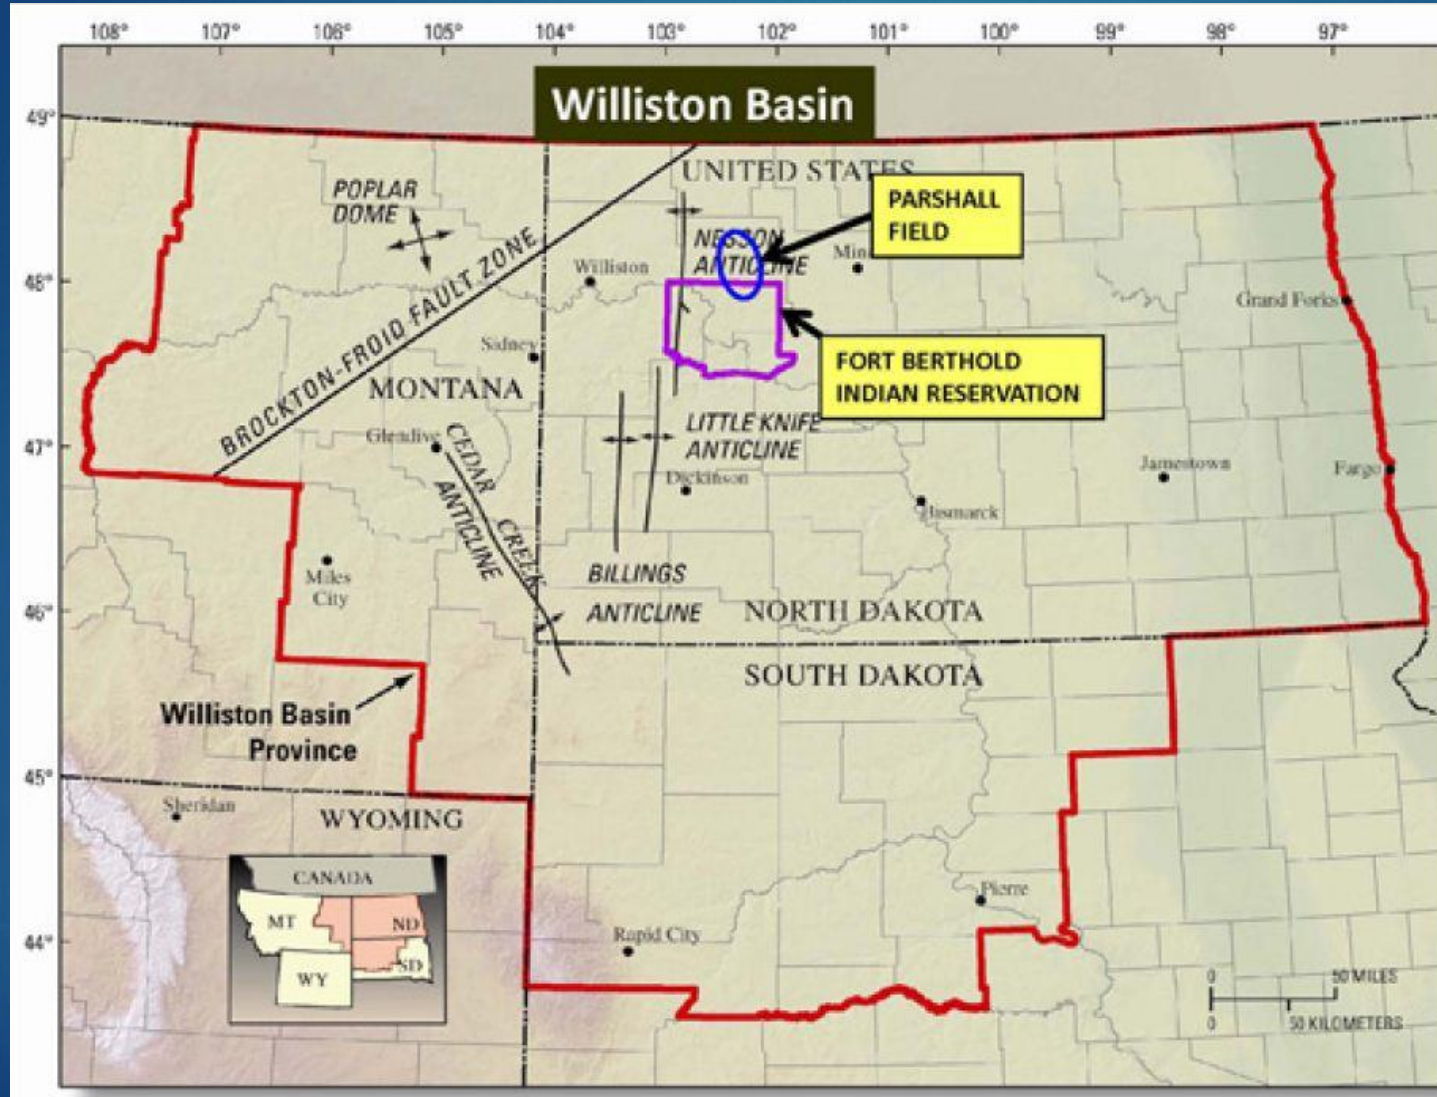 108° 107° 106° 105° 104° 103° 102° 101° 100° 99° 98° 97°
Williston Basin
49°
UNITED STATES
POPLAR
DOME
PARSHALL
FIELD
NESSON
ANTICLINE
Min
Williston
48°
BROCKTON-FROID FAULT ZONE
Grand Forks
Sidney
FORT BERTHOLD
INDIAN RESERVATION
MONTANA
LITTLE KNIFE
ANTICLINE
47°
Glendive
CEDAR
CREEK
ANTICLINE
Dickinson
Jamestown
Fargo
Bismarck
Miles
City
BILLINGS
ANTICLINE
46°
NORTH DAKOTA
SOUTH DAKOTA
Williston Basin
Province
45°
Sheridan
WYOMING
CANADA
MT
ND
WY
SD
Pierre
44°
Rapid City
0 50 MILES
0 50 KILOMETERS